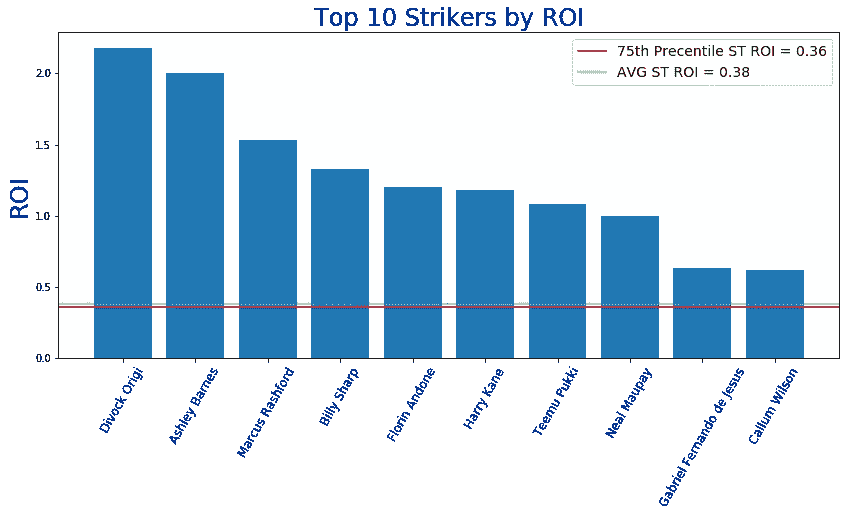 Top 10 Strikers by ROI
75th Precentile ST ROI = 0.36
AVG ST ROI = 0.38
ROI
2.0
1.5
1.0
0.5
0.0
Divock Origi
Ashley Barnes
Marcus Rashford
Billy Sharp
Florin Andone
Harry Kane
Teemu Pukki
Neal Maupay
Gabriel Fernando de Jesus
Callum Wilson